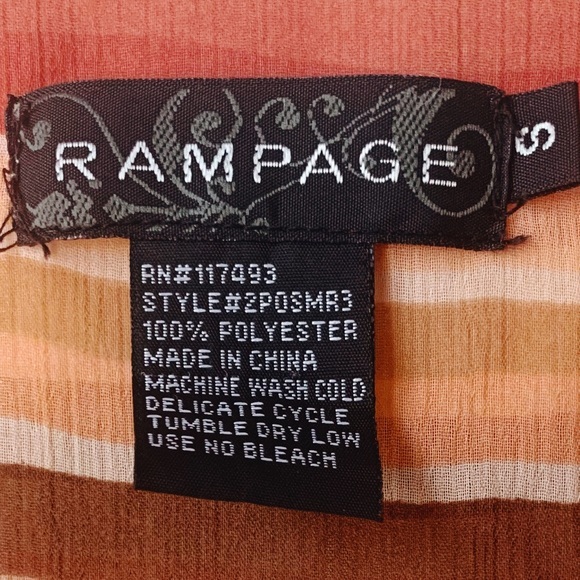 RAMPAGE
S
RN#117493
STYLE#2POSMR3
100% POLYESTER
MADE IN CHINA
MACHINE WASH COLD
DELICATE CYCLE
TUMBLE DRY LOW
USE NO BLEACH